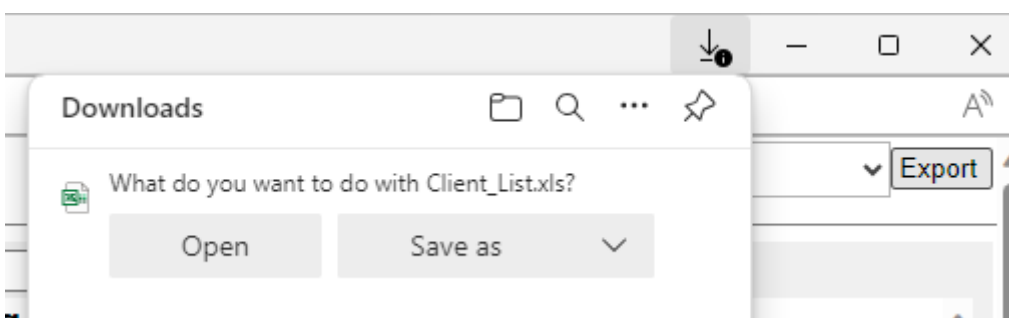 Downloads
What do you want to do with Client_List.xls?
Export
Open
Save as